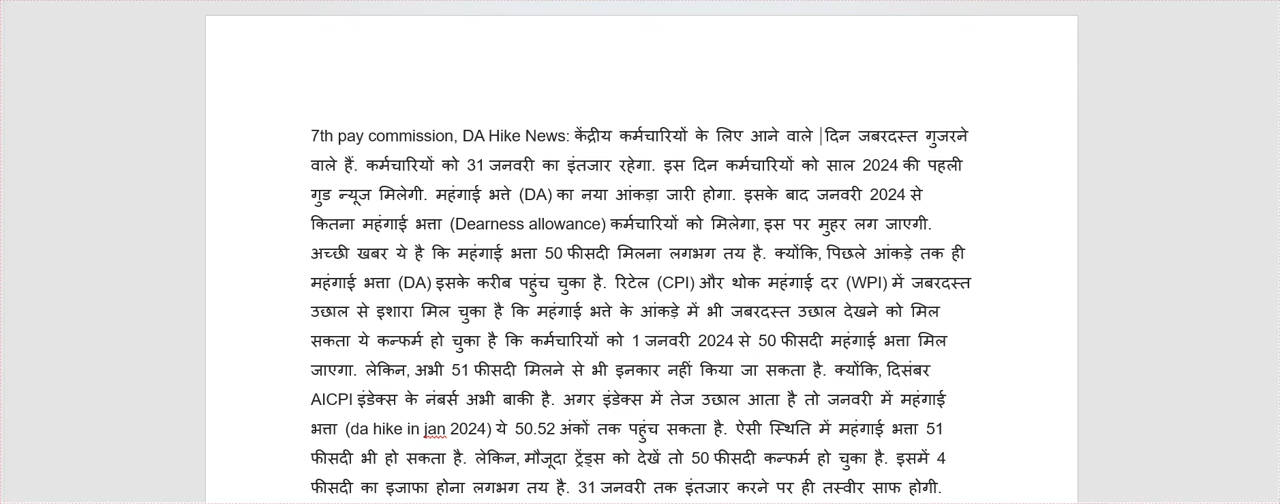 7th pay commission, DA Hike News: केंद्रीय कर्मचारियों के लिए आने वाले दिन जबरदस्त गुजरने
वाले हैं. कर्मचारियों को 31 जनवरी का इंतजार रहेगा. इस दिन कर्मचारियों को साल 2024 की पहली
गुड न्यूज मिलेगी. महंगाई भत्ते (DA) का नया आंकड़ा जारी होगा. इसके बाद जनवरी 2024 से
कितना महंगाई भत्ता (Dearness allowance) कर्मचारियों को मिलेगा, इस पर मुहर लग जाएगी.
अच्छी खबर ये है कि महंगाई भत्ता 50 फीसदी मिलना लगभग तय है. क्योंकि, पिछले आंकड़े तक ही
महंगाई भत्ता (DA) इसके करीब पहुंच चुका है. रिटेल (CPI) और थोक महंगाई दर (WPI) में जबरदस्त
उछाल से इशारा मिल चुका है कि महंगाई भत्ते के आंकड़े में भी जबरदस्त उछाल देखने को मिल
सकता ये कन्फर्म हो चुका है कि कर्मचारियों को 1 जनवरी 2024 से 50 फीसदी महंगाई भत्ता मिल
जाएगा. लेकिन, अभी 51 फीसदी मिलने से भी इनकार नहीं किया जा सकता है. क्योंकि, दिसंबर
AICPI इंडेक्स के नंबर्स अभी बाकी है. अगर इंडेक्स में तेज उछाल आता है तो जनवरी में महंगाई
भत्ता (da hike in jan 2024) ये 50.52 अंकों तक पहुंच सकता है. ऐसी स्थिति में महंगाई भत्ता 51
फीसदी भी हो सकता है. लेकिन, मौजूदा ट्रेंड्स को देखें तो 50 फीसदी कन्फर्म हो चुका है. इसमें 4
फीसदी का इजाफा होना लगभग तय है. 31 जनवरी तक इंतजार करने पर ही तस्वीर साफ होगी.